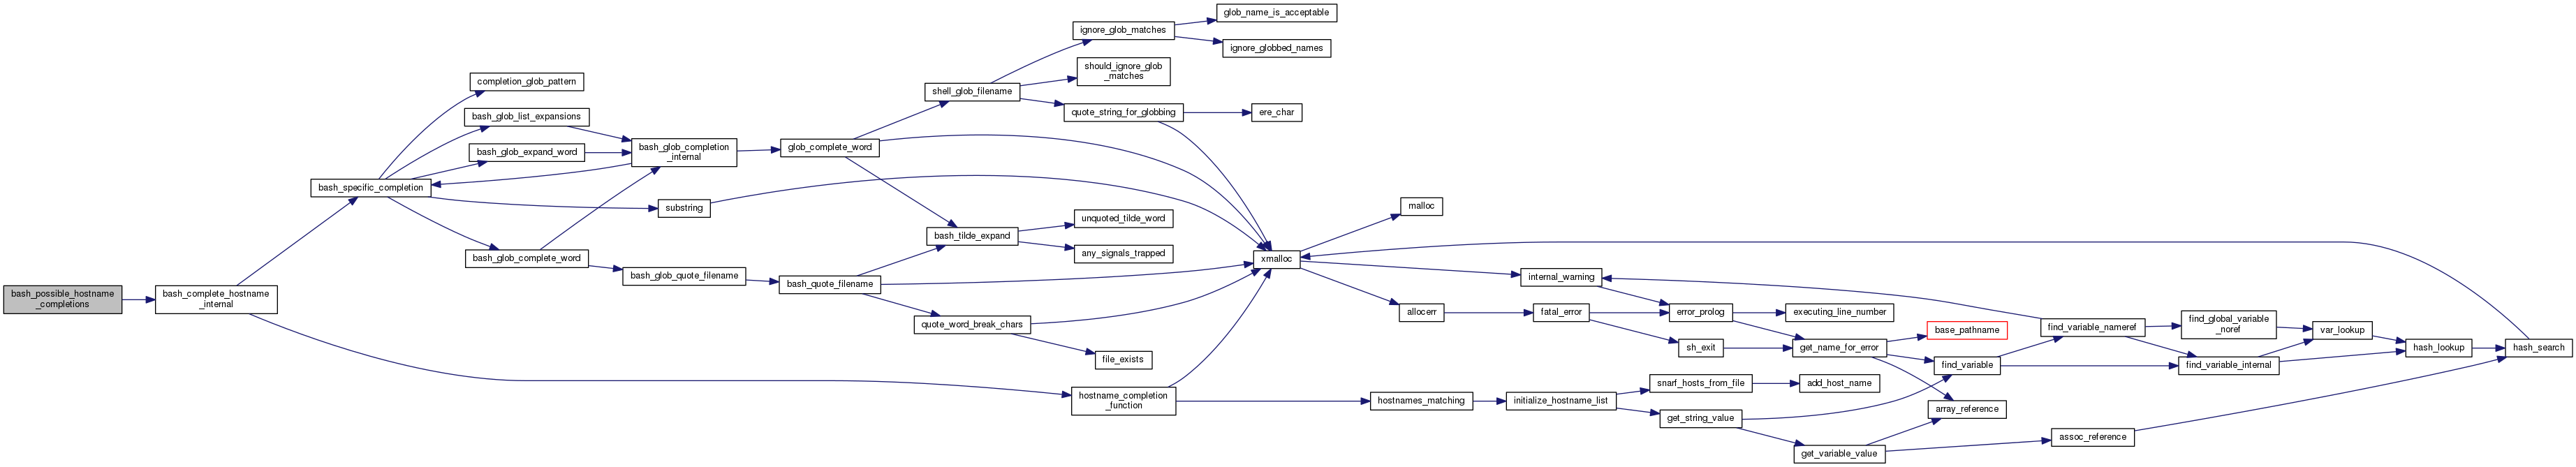 bash_possible_hostname
_completions
bash_complete_hostname
_internal
bash_specific_completion
completion_glob_pattern
bash_glob_list_expansions
bash_glob_expand_word
bash_glob_complete_word
bash_glob_completion
_internal
substring
bash_glob_quote_filename
glob_complete_word
bash_quote_filename
shell_glob_filename
bash_tilde_expand
quote_word_break_chars
ignore_glob_matches
should_ignore_glob
_matches
quote_string_for_globbing
unquoted_tilde_word
any_signals_trapped
file_exists
hostname_completion
_function
glob_name_is_acceptable
ignore_globbed_names
ere_char
xmalloc
malloc
allocerr
hostnames_matching
internal_warning
fatal_error
initialize_hostname_list
error_prolog
sh_exit
snarf_hosts_from_file
get_string_value
executing_line_number
get_name_for_error
add_host_name
get_variable_value
base_pathname
find_variable
array_reference
find_variable_nameref
assoc_reference
find_global_variable
_noref
find_variable_internal
var_lookup
hash_lookup
hash_search